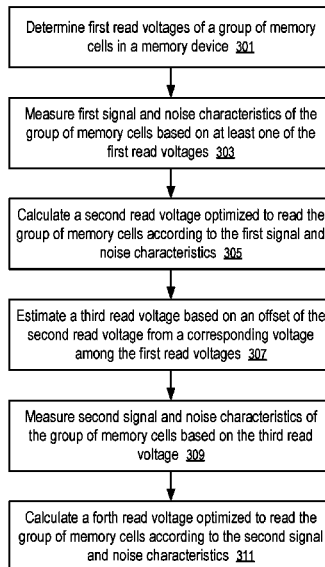 Determine first read voltages of a group of memory
cells in a memory device 301
Measure first signal and noise characteristics of the
group of memory cells based on at least one of the
first read voltages 303
Calculate a second read voltage optimized to read the
group of memory cells according to the first signal and
noise characteristics 305
Estimate a third read voltage based on an offset of the
second read voltage from a corresponding voltage
among the first read voltages 307
Measure second signal and noise characteristics of
the group of memory cells based on the third read
voltage 309
Calculate a forth read voltage optimized to read the
group of memory cells according to the second signal
and noise characteristics 311